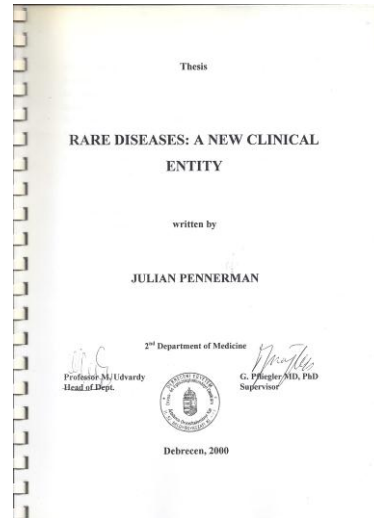 Thesis
RARE DISEASES: A NEW CLINICAL
ENTITY
written by
JULIAN PENNERMAN
2nd Department of Medicine
Professor M. Udvardy
Head of Dept.
G. Pfliegler MD, PhD
Supervisor
Debrecen, 2000